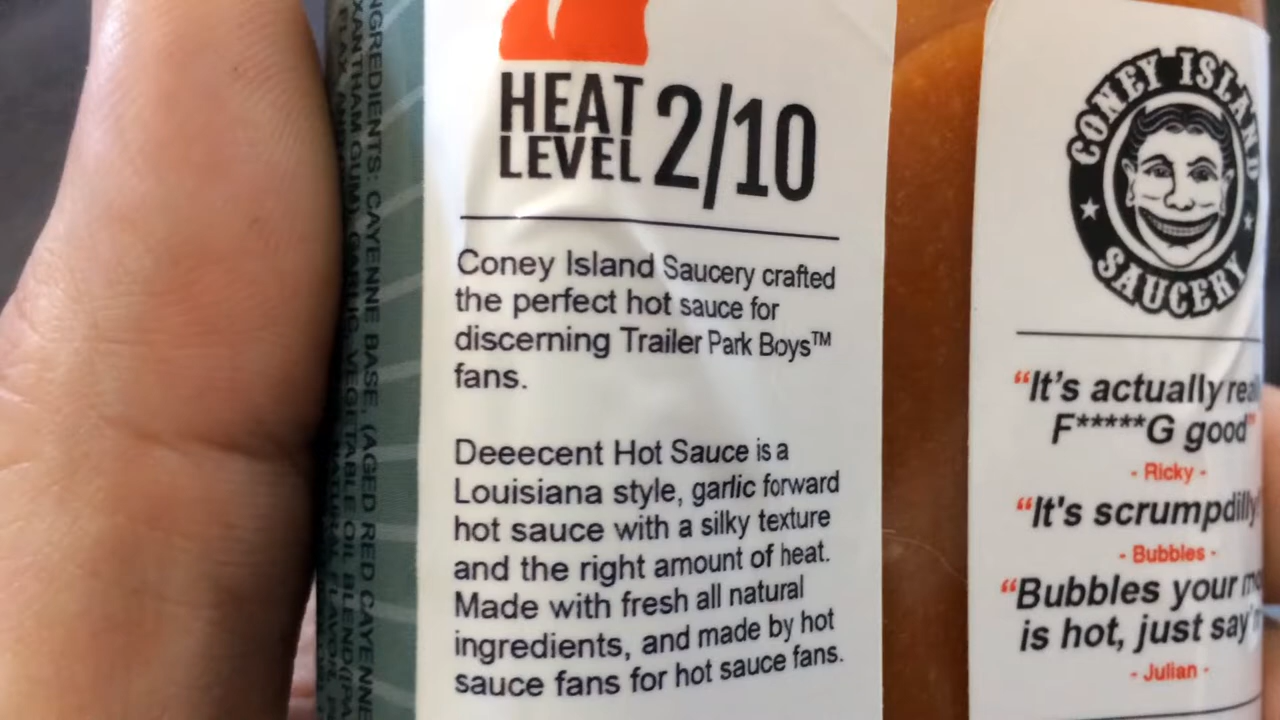 HEAT
LEVEL 2/10
Coney Island Saucery crafted
the perfect hot sauce for
discerning Trailer Park Boys™
fans.
Deeecent Hot Sauce is a
Louisiana style, garlic forward
hot sauce with a silky texture
and the right amount of heat.
Made with fresh all natural
ingredients, and made by hot
sauce fans for hot sauce fans.
CONEY ISLAND
SAUCERY
“It's actually
F*****G good”
- Ricky -
“It's scrumpdilly
- Bubbles -
“Bubbles your
is hot, just say
- Julian -
INGREDIENTS: CAYENNE BASE, (AGED RED CAYENNE
XANTHAM GUM), GARLIC, VEGETABLE OIL BLEND
NATURAL FLAVOR,